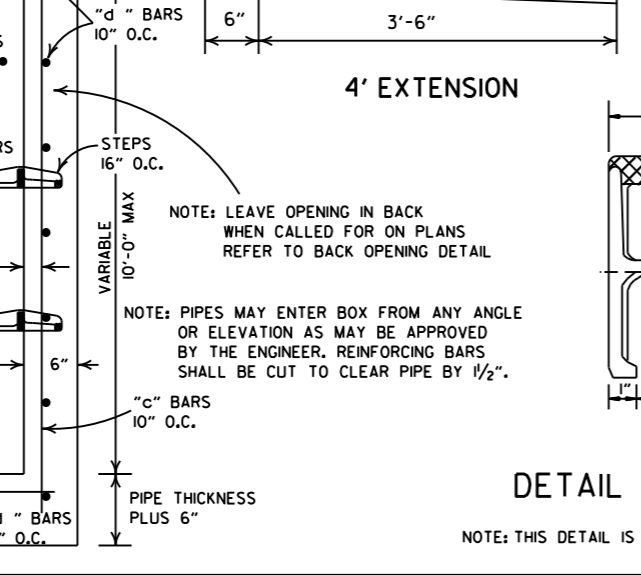 "d " BARS
10" O.C.
6"
3'-6"
4' EXTENSION
STEPS
16" O.C.
VARIABLE
10'-0" MAX
NOTE: LEAVE OPENING IN BACK
WHEN CALLED FOR ON PLANS
REFER TO BACK OPENING DETAIL
NOTE: PIPES MAY ENTER BOX FROM ANY ANGLE
OR ELEVATION AS MAY BE APPROVED
BY THE ENGINEER. REINFORCING BARS
SHALL BE CUT TO CLEAR PIPE BY 1½".
6"
1"
"c" BARS
10" O.C.
PIPE THICKNESS
PLUS 6"
" BARS
" O.C.
DETAIL
NOTE: THIS DETAIL IS